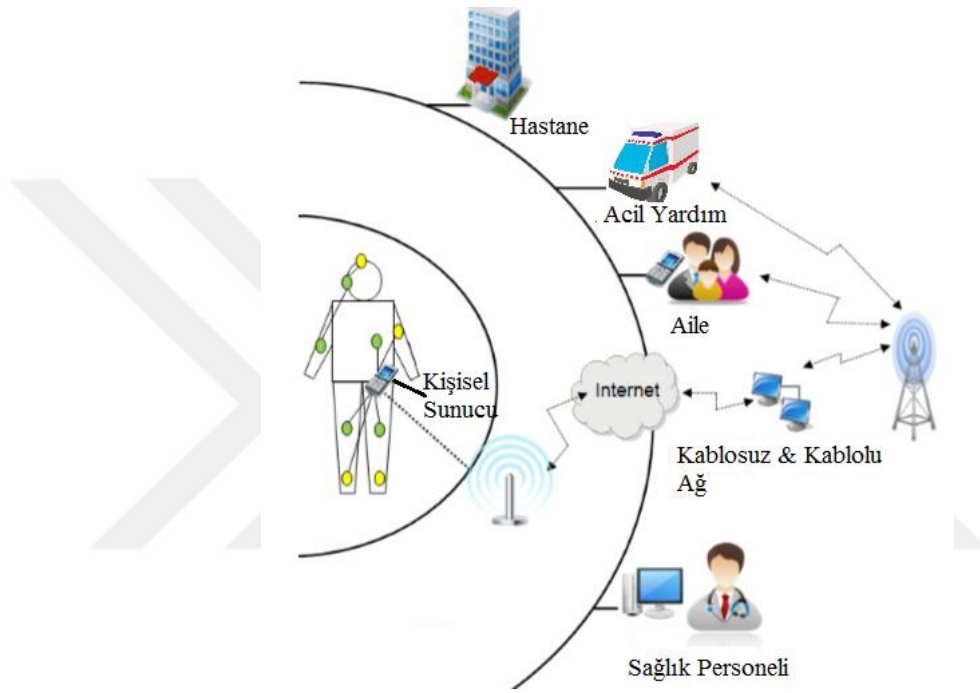 Hastane
Acil Yardım
Aile
Kişisel
Sunucu
Internet
Kablosuz & Kablolu
Ağ
Sağlık Personeli